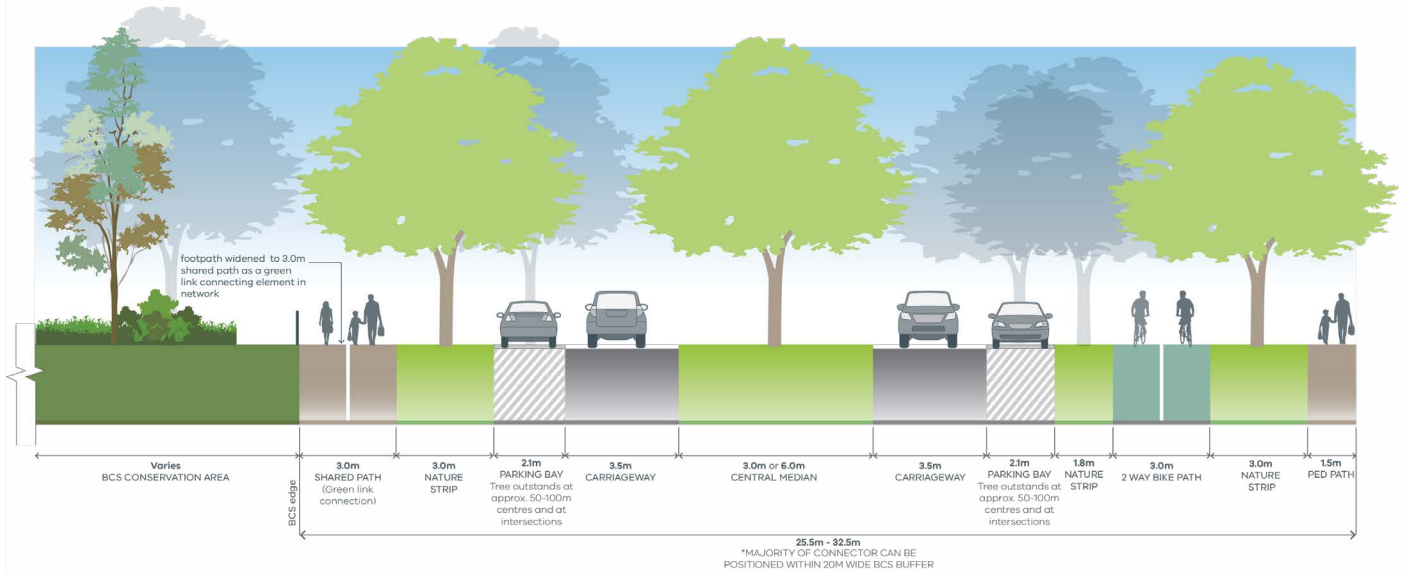 footpath widened to 3.0m
shared path as a green
link connecting element in
network
Varies
BCS CONSERVATION AREA
BCS edge
3.0m
SHARED PATH
(Green link
connection)
3.0m
NATURE
STRIP
2.1m
PARKING BAY
Tree outstands at
approx. 50-100m
centres and at
intersections
3.5m
CARRIAGEWAY
3.0m or 6.0m
CENTRAL MEDIAN
3.5m
CARRIAGEWAY
2.1m
PARKING BAY
Tree outstands at
approx. 50-100m
centres and at
intersections
1.8m
NATURE
STRIP
3.0m
2 WAY BIKE PATH
3.0m
NATURE
STRIP
1.5m
PED PATH
25.5m - 32.5m
*MAJORITY OF CONNECTOR CAN BE
POSITIONED WITHIN 20M WIDE BCS BUFFER